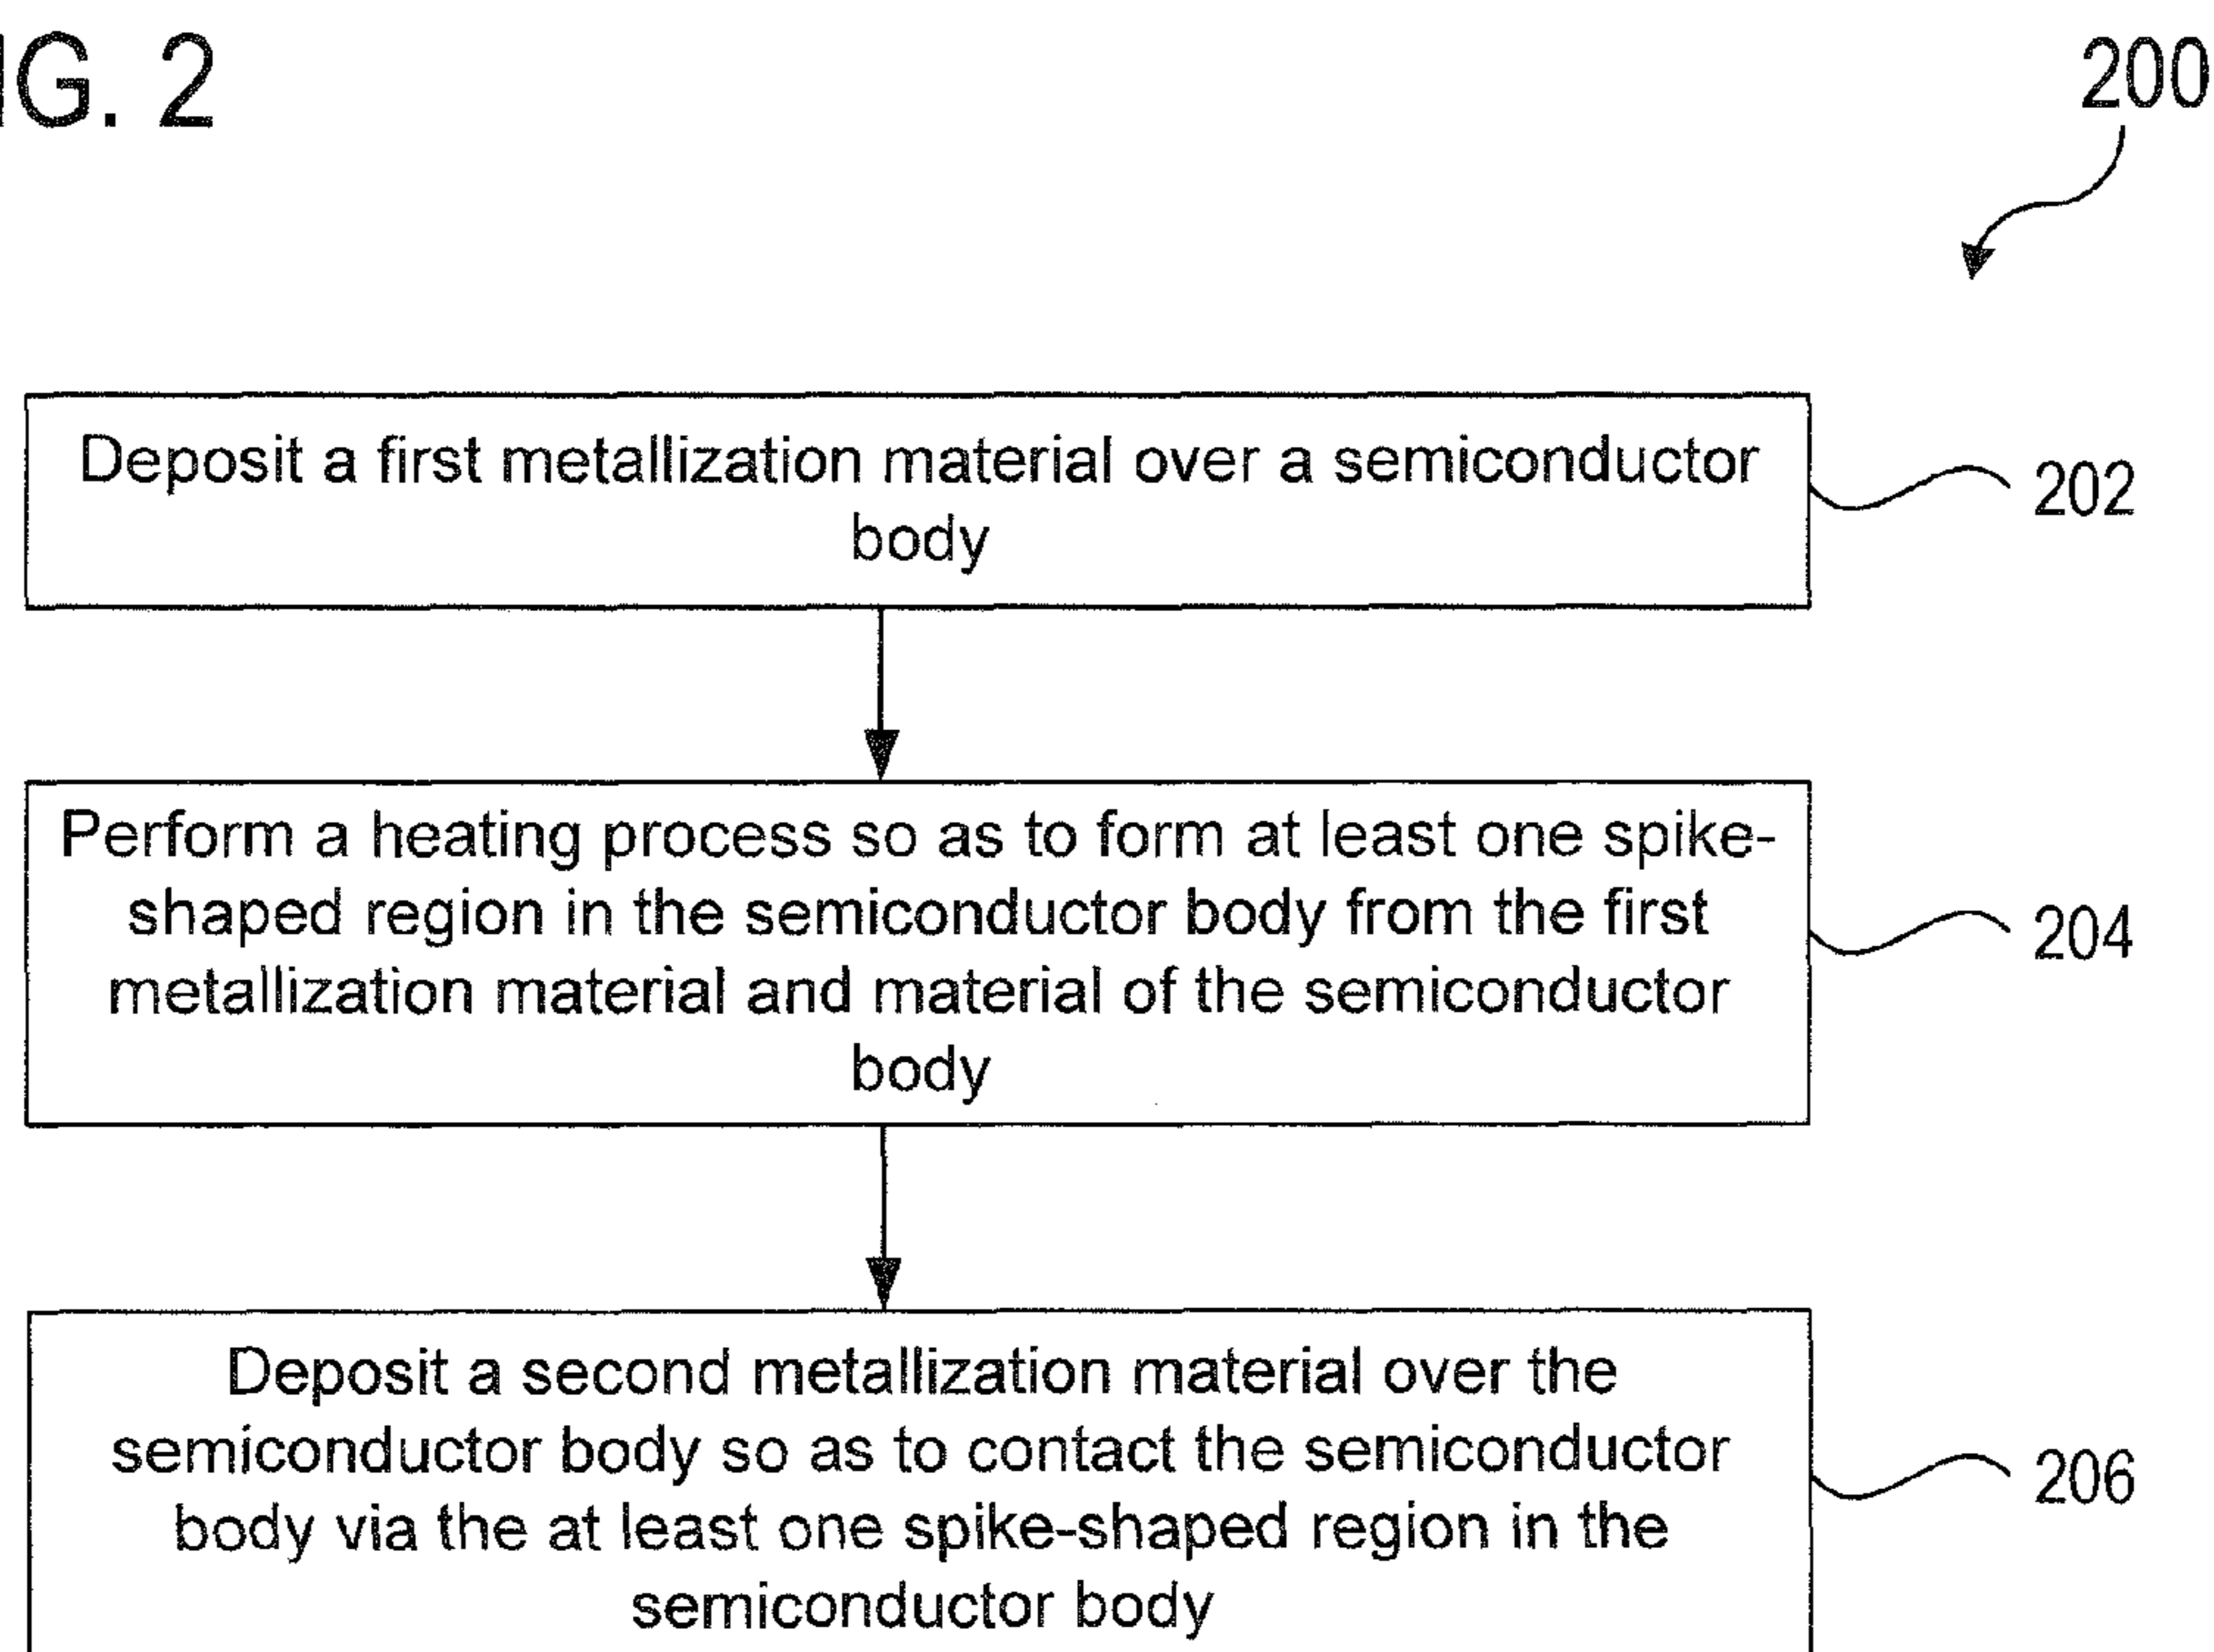 IG. 2
200
Deposit a first metallization material over a semiconductor
body
202
Perform a heating process so as to form at least one spike-
shaped region in the semiconductor body from the first
metallization material and material of the semiconductor
body
204
Deposit a second metallization material over the
semiconductor body so as to contact the semiconductor
body via the at least one spike-shaped region in the
semiconductor body
206